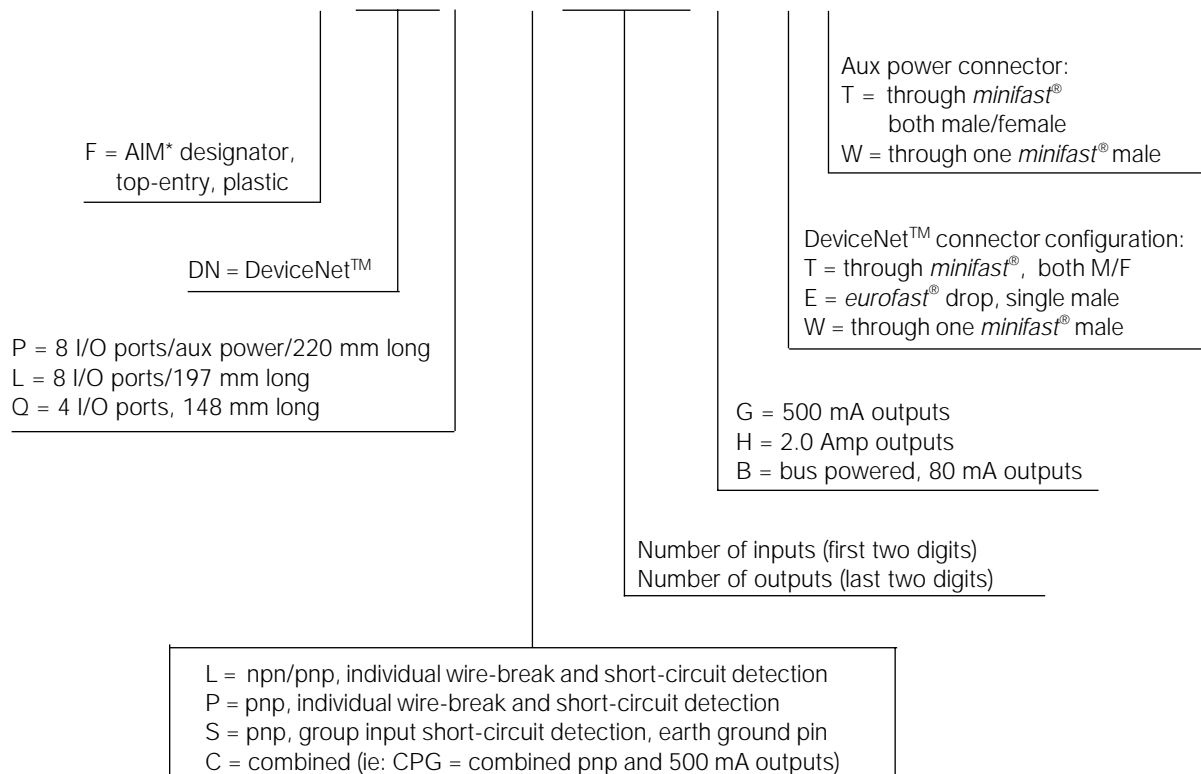 Aux power connector:
T = through minifast®
both male/female
W = through one minifast® male
F = AIM* designator,
top-entry, plastic
DeviceNet™ connector configuration:
T = through minifast®, both M/F
E = eurofast® drop, single male
W = through one minifast® male
DN = DeviceNet™
P = 8 I/O ports/aux power/220 mm long
L = 8 I/O ports/197 mm long
Q = 4 I/O ports, 148 mm long
G = 500 mA outputs
H = 2.0 Amp outputs
B = bus powered, 80 mA outputs
Number of inputs (first two digits)
Number of outputs (last two digits)
L = npn/pnp, individual wire-break and short-circuit detection
P = pnp, individual wire-break and short-circuit detection
S = pnp, group input short-circuit detection, earth ground pin
C = combined (ie: CPG = combined pnp and 500 mA outputs)